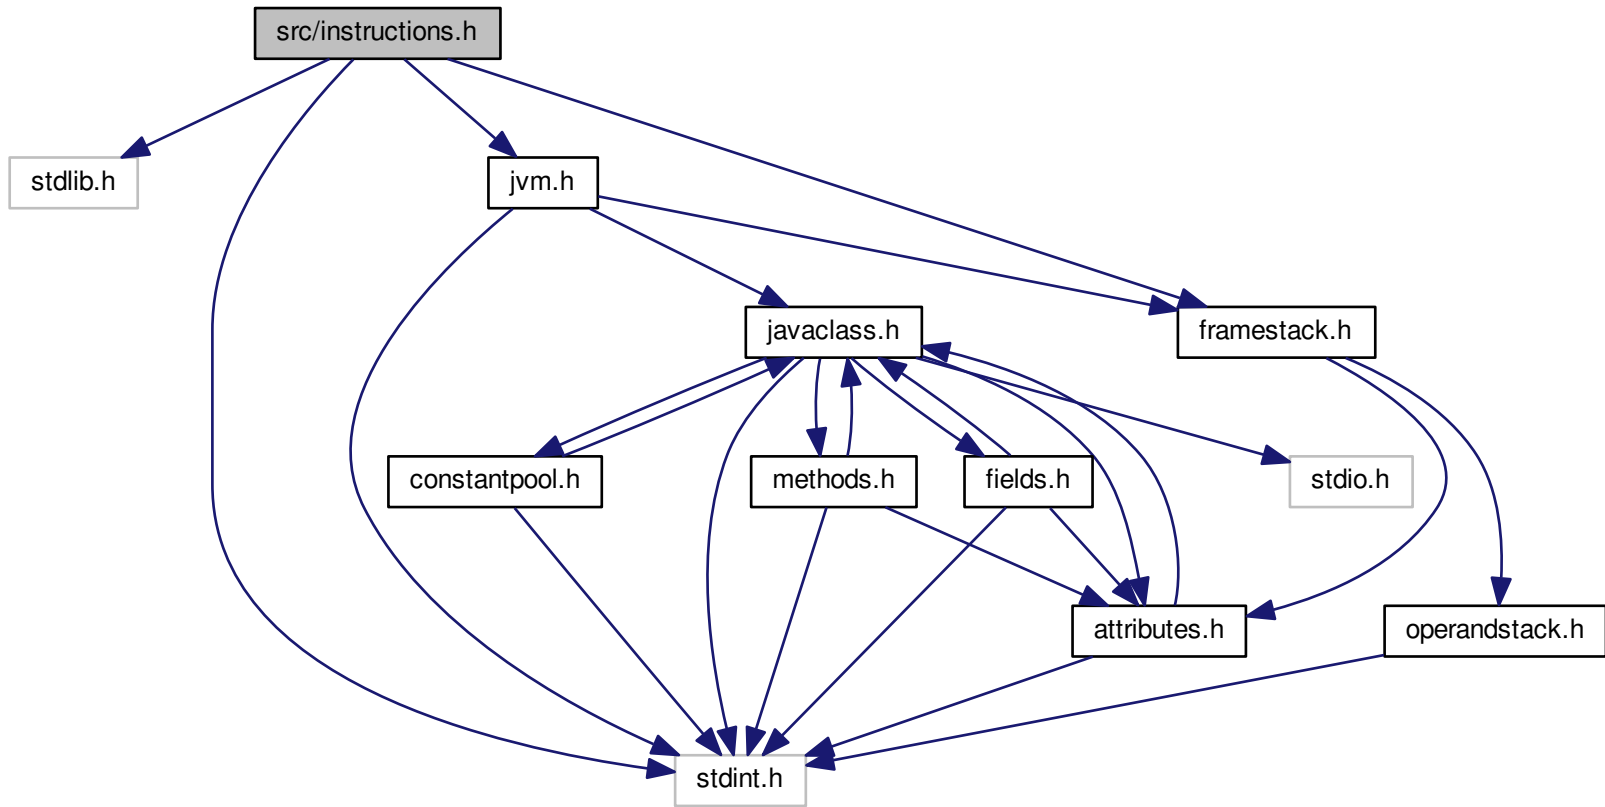 src/instructions.h
stdlib.h
jvm.h
javaclass.h
framestack.h
constantpool.h
methods.h
fields.h
stdio.h
attributes.h
operandstack.h
stdint.h